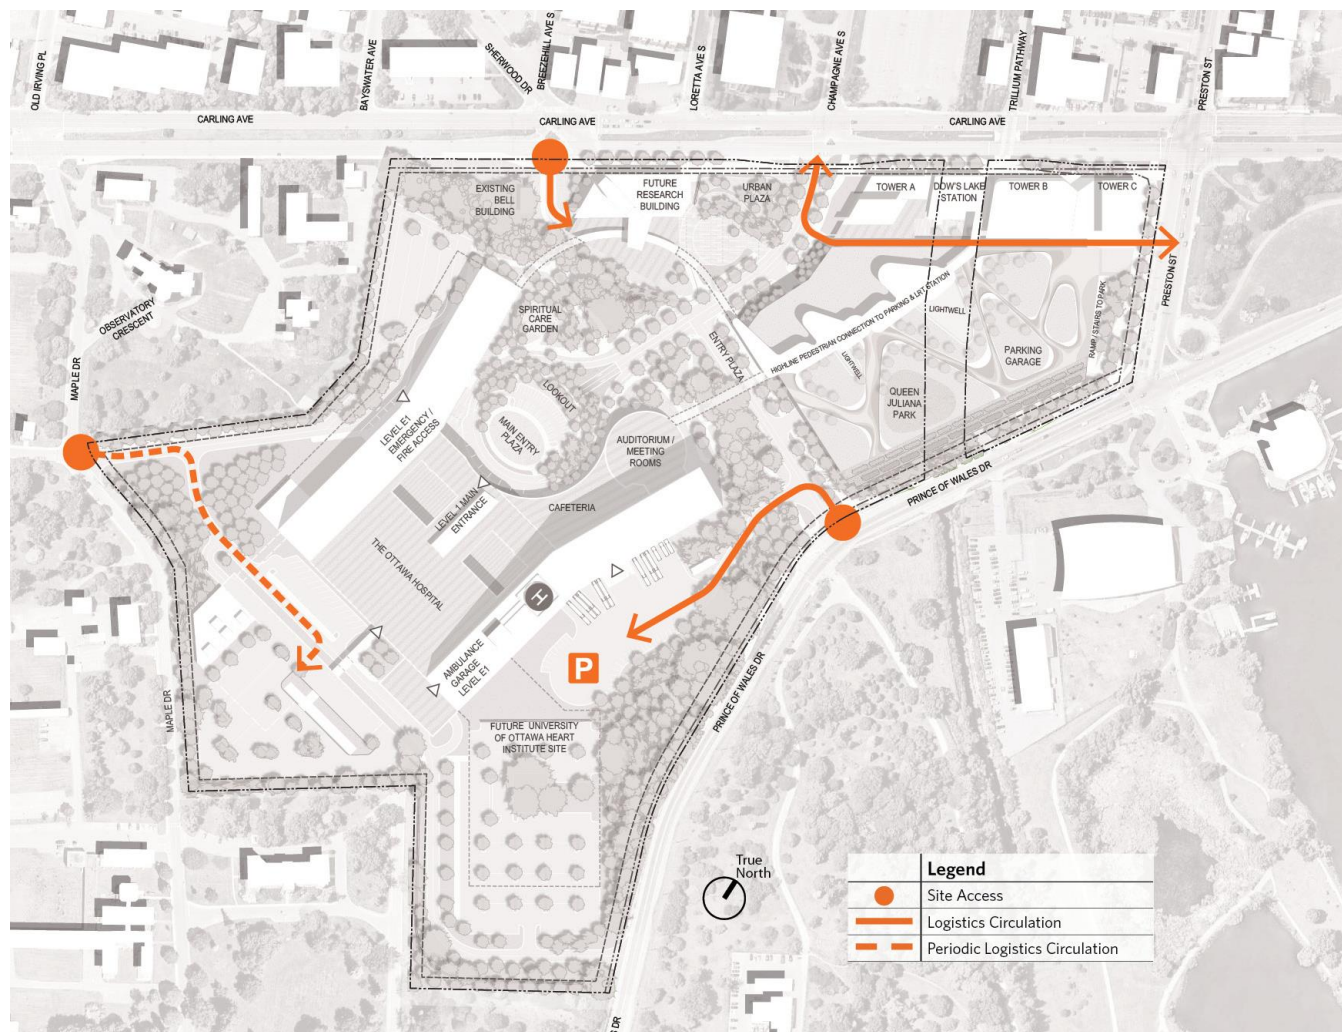 OLD IRVING PL
BAYSWATER AVE
SHERWOOD DR
BREEZEHILL AVE S
LORETTA AVE S
CHAMPAGNE AVE S
TRILLIUM PATHWAY
PRESTON ST
CARLING AVE
CARLING AVE
CARLING AVE
EXISTING
BELL
BUILDING
FUTURE
RESEARCH
BUILDING
URBAN
PLAZA
TOWER A
DOW'S LAKE
STATION
TOWER B
TOWER C
PRESTON ST
OBSERVATORY
CRESCENT
MAPLE DR
SPIRITUAL
CARE
GARDEN
ENTRY PLAZA
HIGHLINE PEDESTRIAN CONNECTION TO PARKING & LRT STATION
LIGHTWELL
LIGHTWELL
RAMP / STAIRS TO PARK
PARKING
GARAGE
QUEEN
JULIANA
PARK
LOOKOUT
MAIN ENTRY
PLAZA
LEVEL E1
EMERGENCY /
FIRE ACCESS
AUDITORIUM /
MEETING
ROOMS
LEVEL 1 MAIN
ENTRANCE
CAFETERIA
PRINCE OF WALES DR
THE OTTAWA HOSPITAL
H
P
AMBULANCE
GARAGE
LEVEL E1
MAPLE DR
PRINCE OF WALES DR
FUTURE UNIVERSITY
OF OTTAWA HEART
INSTITUTE SITE
True
North
Legend
Site Access
Logistics Circulation
Periodic Logistics Circulation
DR